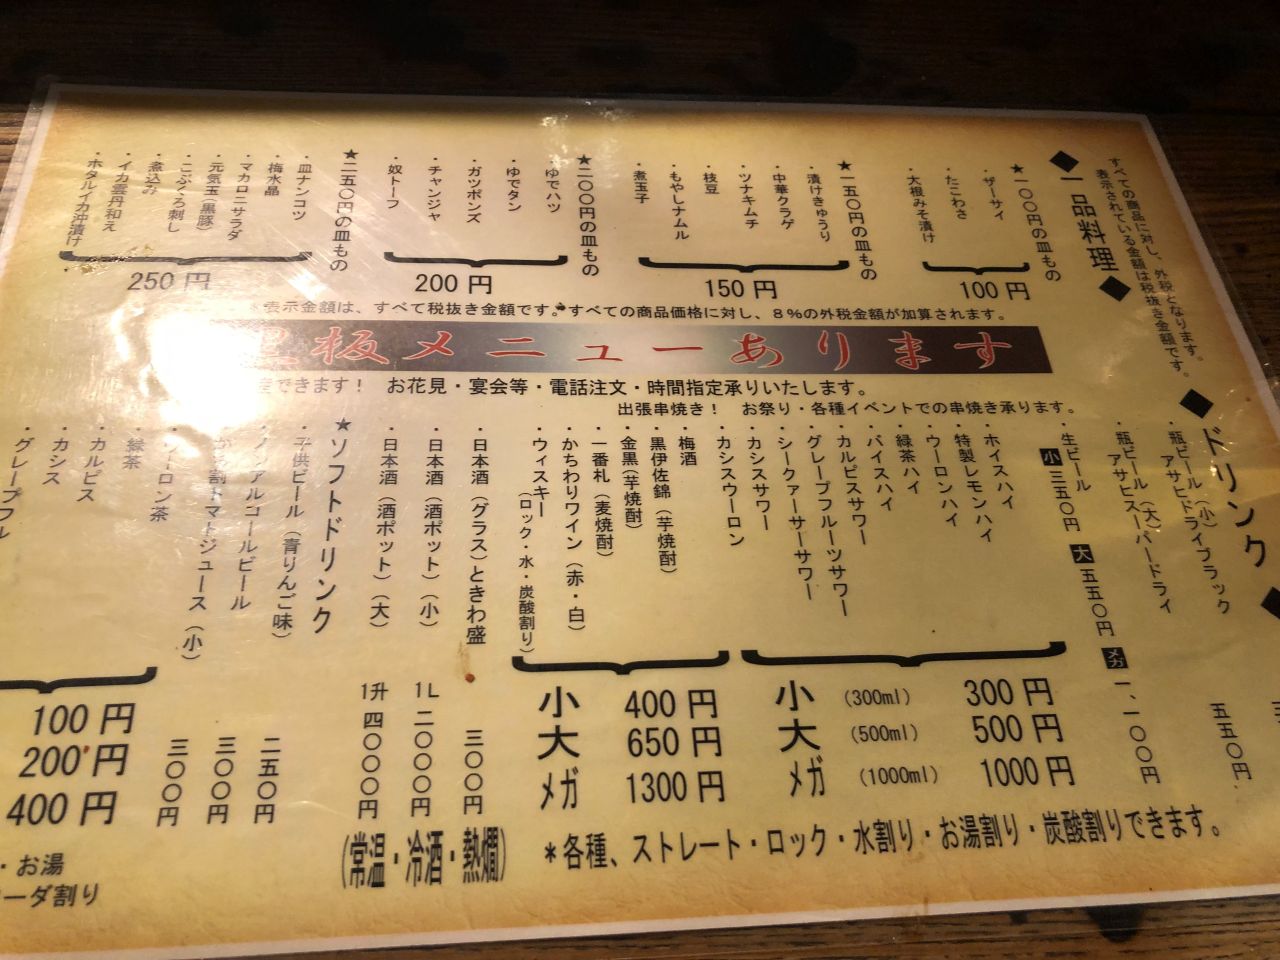 すべての商品に対し、外税となります。
表示されている金額は税抜き金額です。
◆一品料理◆
★一〇〇円の皿もの
・ザーサイ
・たこわさ
・大根みそ漬け
100円
★一五〇円の皿もの
・漬けきゅうり
・中華クラゲ
・ツナキムチ
・枝豆
・もやしナムル
・煮玉子
150円
★二〇〇円の皿もの
・ゆでハツ
・ゆでタン
・ガツポンズ
・チャンジャ
・奴トーフ
200円
★二五〇円の皿もの
・皿ナンコツ
・梅水晶
・マカロニサラダ
・元気玉(黒豚)
・こぶくろ刺し
・煮込み
・イカ雲丹和え
・ホタルイカ沖漬け
250円
表示金額は、すべて税抜き金額です。すべての商品価格に対し、8%の外税金額が加算されます。
板メニューあります
できます! お花見・宴会等・電話注文・時間指定承りいたします。
出張串焼き! お祭り・各種イベントでの串焼き承ります。
◆ドリンク◆
・瓶ビール(小)
アサヒドライブラック
五五〇円
・瓶ビール(大)
アサヒスーパードライ
・生ビール
小 三五〇円 大 五五〇円 メガ 一、一〇〇円
・ホイスハイ
・特製レモンハイ
・ウーロンハイ
・緑茶ハイ
・バイスハイ
・カルピスサワー
・グレープフルーツサワー
・シークァーサーサワー
・カシスサワー
・カシスウーロン
小 (300ml) 300円
大 (500ml) 500円
メガ (1000ml) 1000円
・梅酒
・黒伊佐錦(芋焼酎)
・金黒(芋焼酎)
・一番札(麦焼酎)
・かちわりワイン(赤・白)
・ウィスキー
(ロック・水・炭酸割り)
小 400円
大 650円
メガ 1300円
*各種、ストレート・ロック・水割り・お湯割り・炭酸割りできます。
・日本酒(グラス)ときわ盛 三〇〇円
・日本酒(酒ポット)(小) 1L 二〇〇〇円
・日本酒(酒ポット)(大) 1升 四〇〇〇円
(常温・冷酒・熱燗)
★ソフトドリンク
・子供ビール(青りんご味) 二五〇円
・ノンアルコールビール 三〇〇円
割トマトジュース(小) 三〇〇円
・ウーロン茶
・緑茶
・カルピス
・カシス
・グレープフル
100円
200円
400円
・お湯
ーダ割り